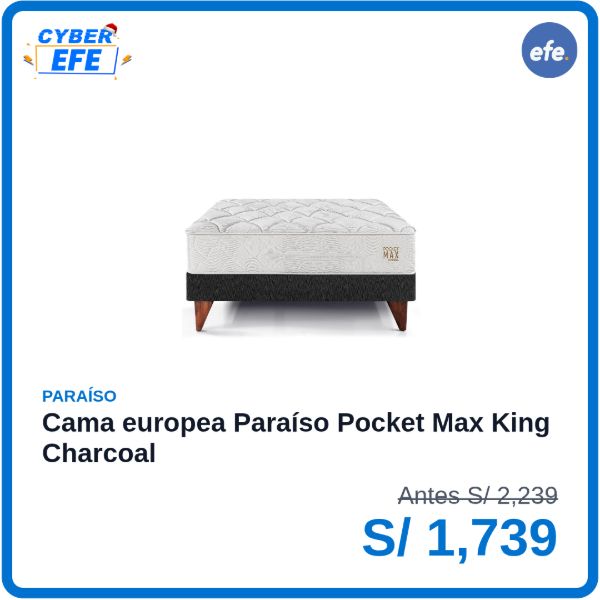 CYBER
EFE
efe.
POCKET
MAX
PARAÍSO
Cama europea Paraíso Pocket Max King
Charcoal
Antes S/ 2,239
S/ 1,739